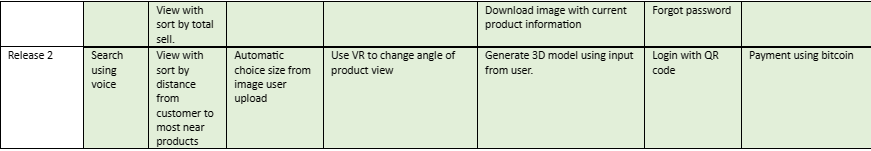 View with
sort by total
sell.
Download image with current
product information
Forgot password
Release 2
Search
using
voice
View with
sort by
distance
from
customer to
most near
products
Automatic
choice size from
image user
upload
Use VR to change angle of
product view
Generate 3D model using input
from user.
Login with QR
code
Payment using bitcoin